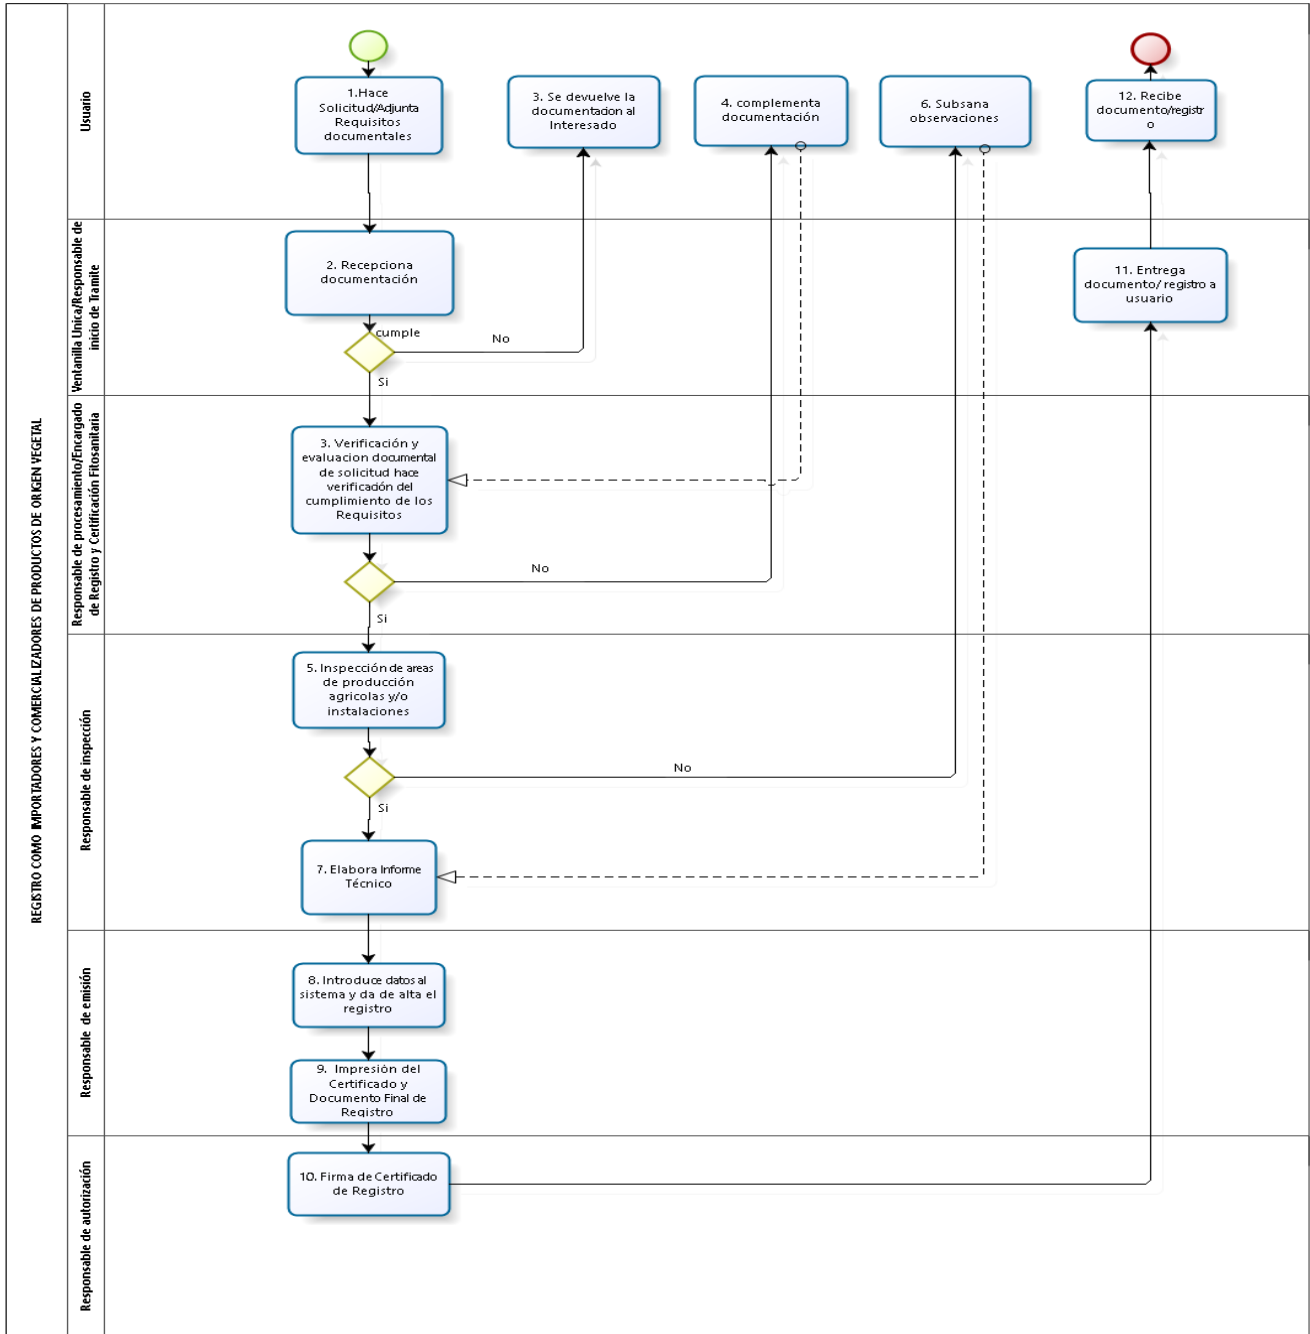 REGISTRO COMO IMPORTADORES Y COMERCIALIZADORES DE PRODUCTOS DE ORIGEN VEGETAL
Usuario
1.Hace
Solicitud/Adjunta
Requisitos
documentales
3. Se devuelve la
documentacion al
Interesado
4. complementa
documentación
6. Subsana
observaciones
12. Recibe
documento/registr
o
Ventanilla Unica/Responsable de
inicio de Tramite
2. Recepciona
documentación
cumple
No
Si
11. Entrega
documento/ registro a
usuario
Responsable de procesamiento/Encargado
de Registro y Certificación Fitosanitaria
3. Verificación y
evaluacion documental
de solicitud hace
verificación del
cumplimiento de los
Requisitos
No
Si
Responsable de inspección
5. Inspección de areas
de producción
agricolas y/o
instalaciones
No
Si
7. Elabora Informe
Técnico
Responsable de emisión
8. Introduce datos al
sistema y da de alta el
registro
9. Impresión del
Certificado y
Documento Final de
Registro
Responsable de autorización
10. Firma de Certificado
de Registro